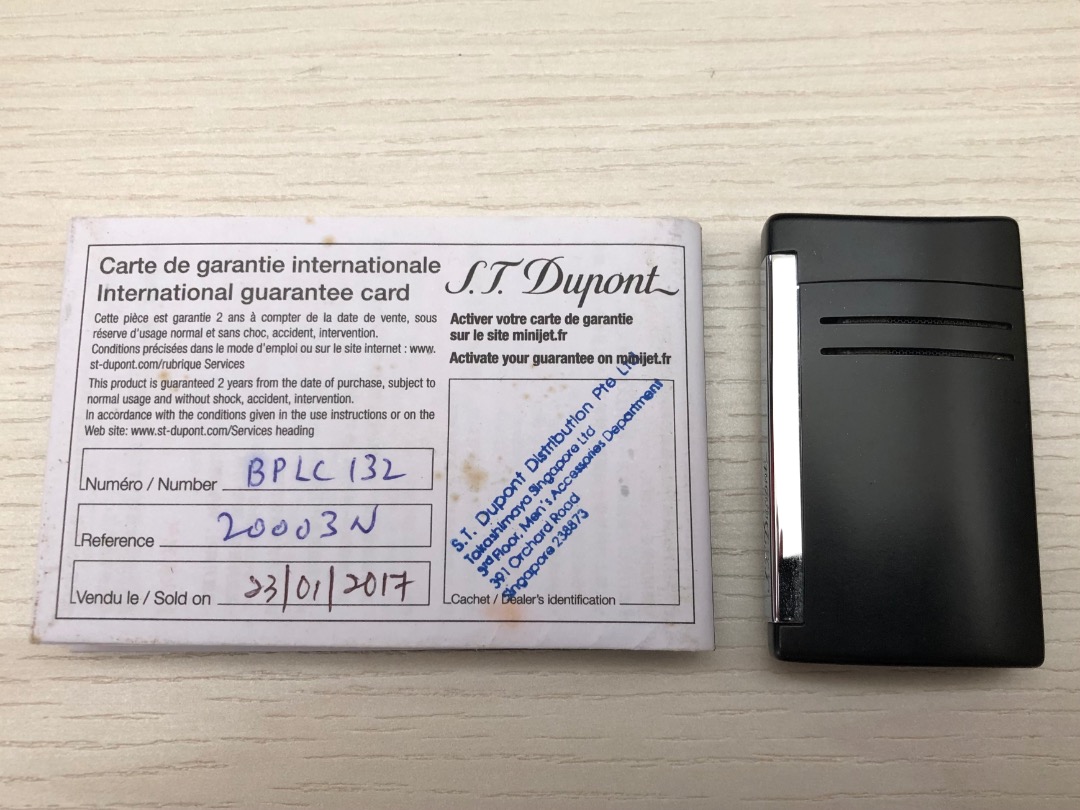 Carte de garantie internationale
International guarantee card
S.T. Dupont
Cette pièce est garantie 2 ans à compter de la date de vente, sous
réserve d'usage normal et sans choc, accident, intervention.
Conditions précisées dans le mode d'emploi ou sur le site internet : www.
st-dupont.com/rubrique Services
This product is guaranteed 2 years from the date of purchase, subject to
normal usage and without shock, accident, intervention.
In accordance with the conditions given in the use instructions or on the
Web site: www.st-dupont.com/Services heading
Activer votre carte de garantie
sur le site minijet.fr
Activate your guarantee on minijet.fr
Numéro / Number BPLC 132
Reference 20003N
Vendu le / Sold on 23/01/2017
S.T. Dupont Distribution Pte Ltd
Takashimaya Singapore Ltd
3rd Floor, Men's Accessories Department
391 Orchard Road
Singapore 238873
Cachet / Dealer's identification